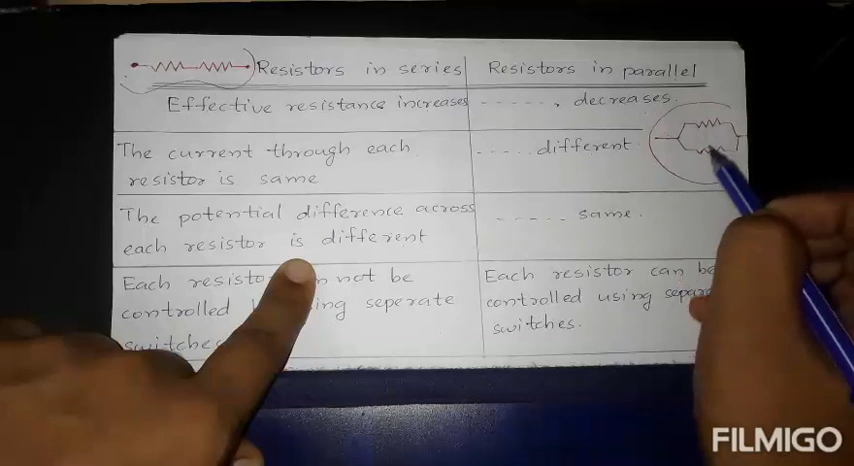 Resistors in series
Resistors in parallel
Effective resistance increases
- - - - - , decreases.
The current through each
resistor is same
- - - - - different
The potential difference across
each resistor is different
- - - - - same.
Each resistor not be
controlled seperate
switches
Each resistor can be
controlled using
switches.
FILMIGO